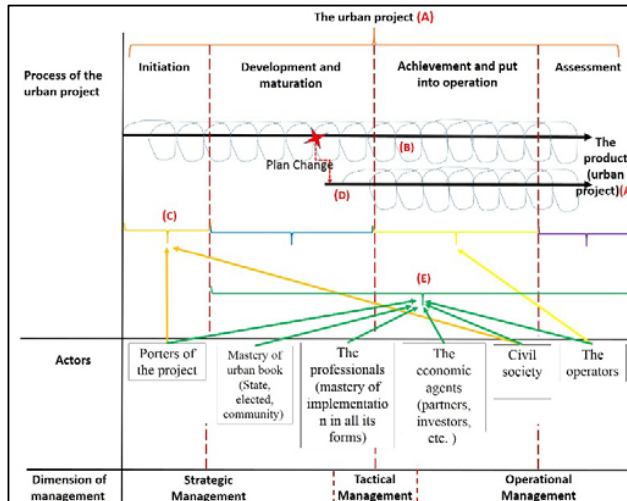 The urban project (A)
Process of the
urban project
Initiation
Development and
maturation
Achievement and put
into operation
Assessment
(B)
Plan Change
The
product
(urban
project)(A
(D)
(C)
(E)
Actors
Porters of
the project
Mastery of
urban book
(State,
elected,
community)
The
professionals
(mastery of
implementatio
n in all its
forms)
The
economic
agents
(partners,
investors,
etc. )
Civil
society
The
operators
Dimension of
management
Strategic
Management
Tactical
Management
Operational
Management